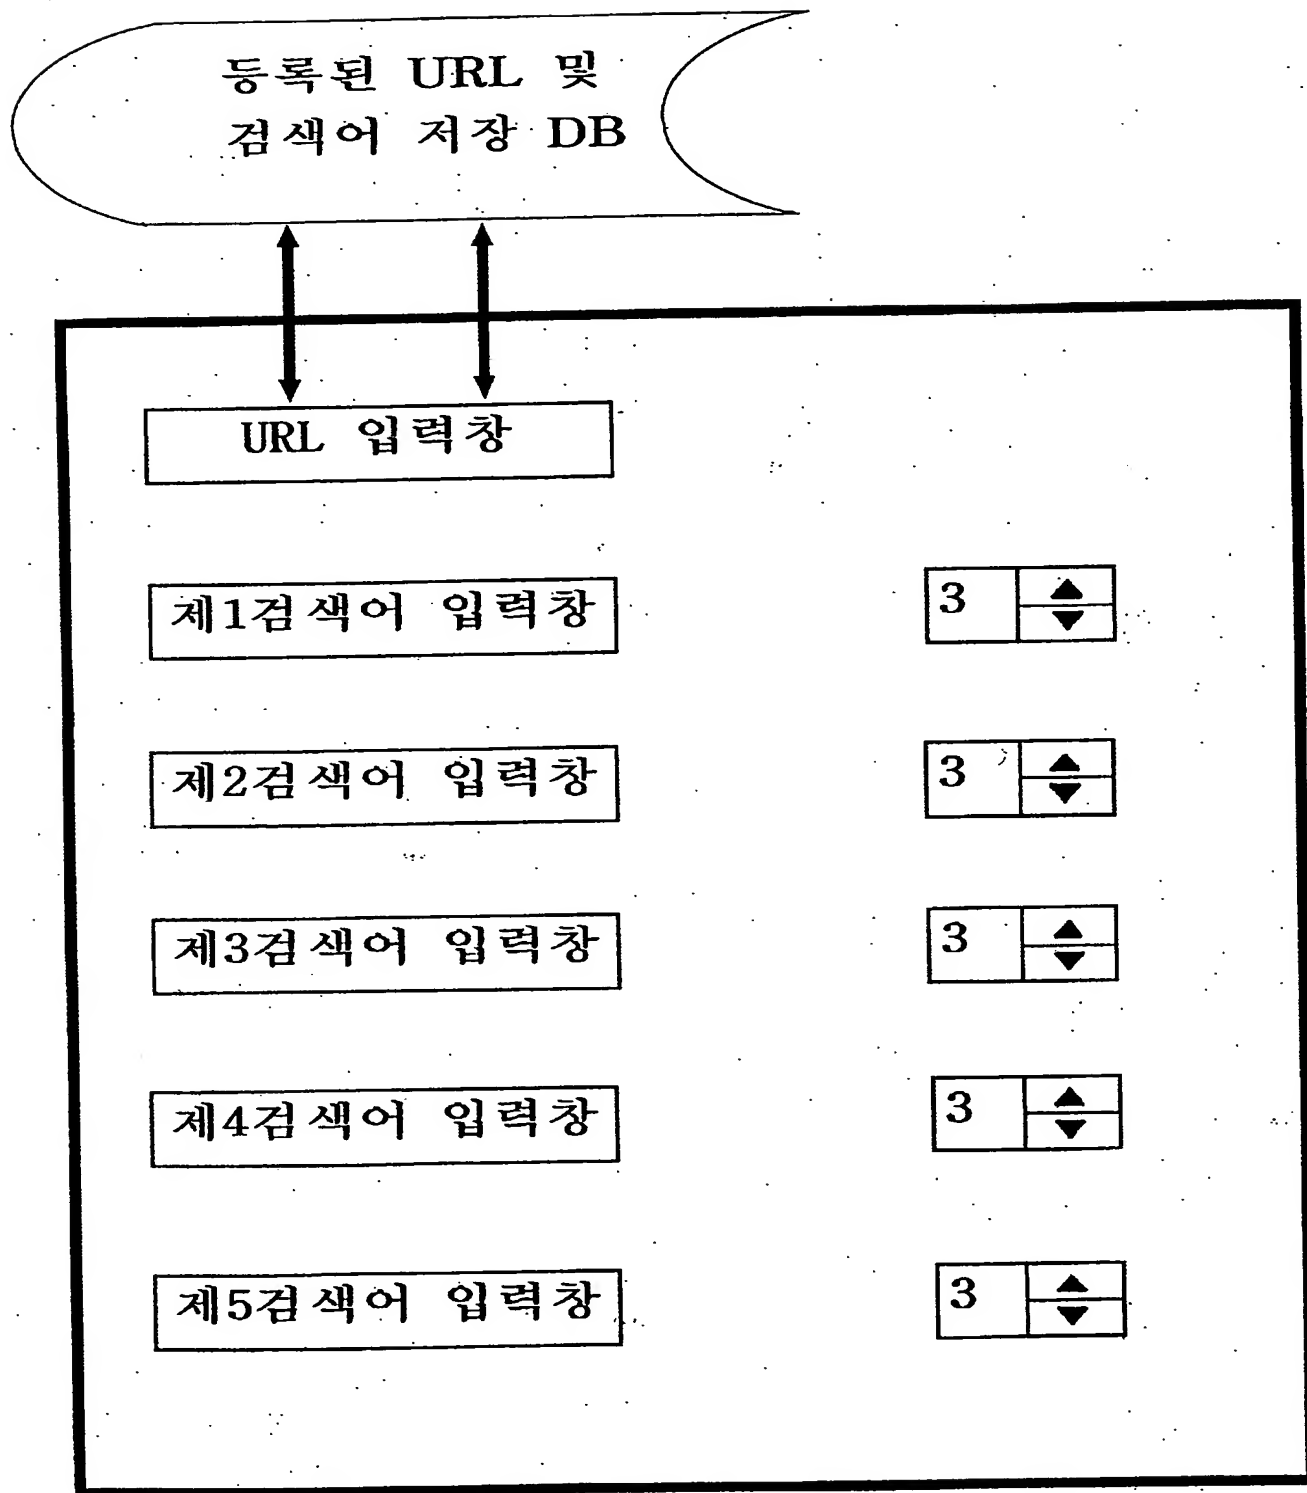 등록된 URL 및
검색어 저장 DB
URL 입력창
제1검색어 입력창 3
제2검색어 입력창 3
제3검색어 입력창 3
제4검색어 입력창 3
제5검색어 입력창 3